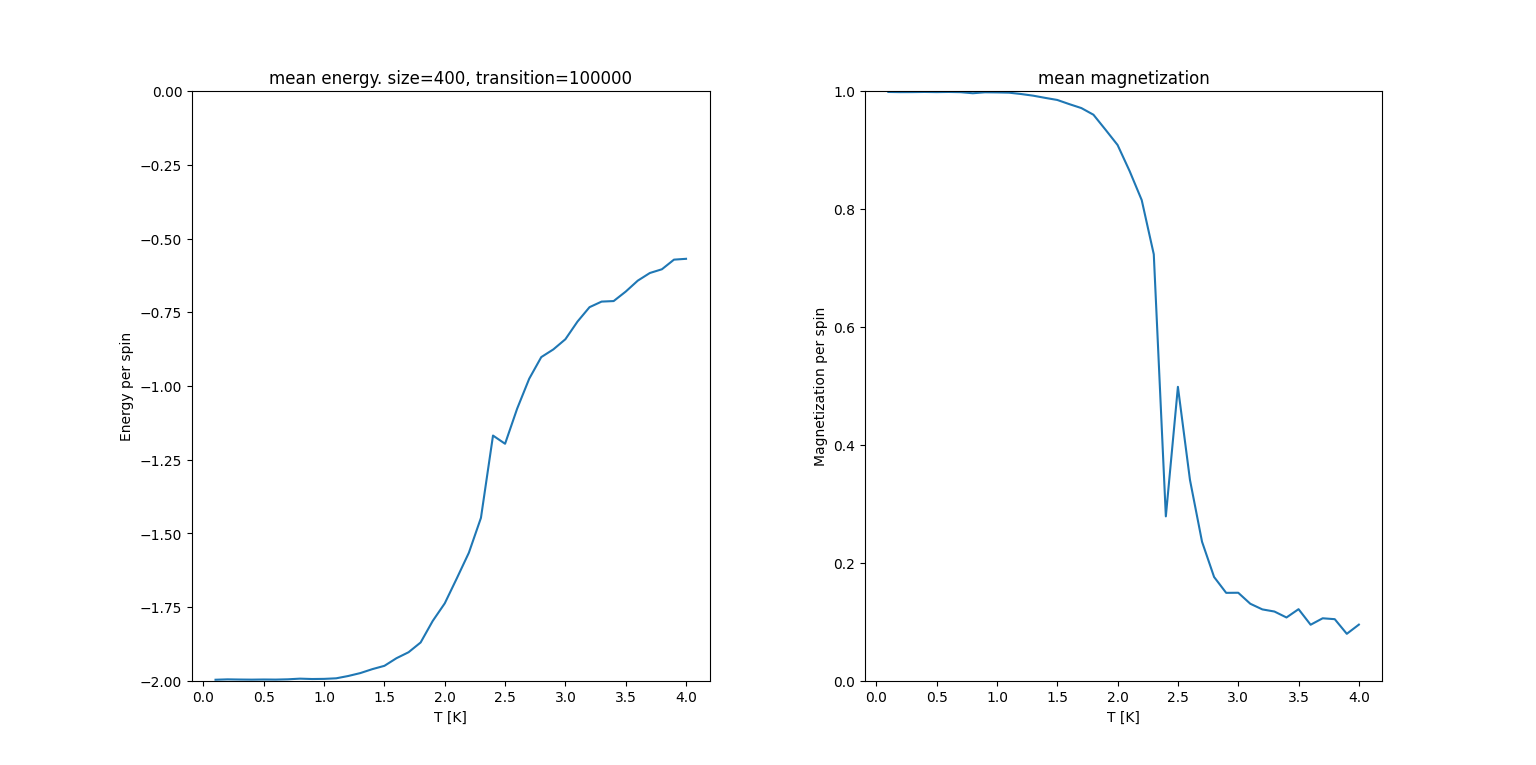 mean energy. size=400, transition=100000
Energy per spin
0.00
−0.25
−0.50
−0.75
−1.00
−1.25
−1.50
−1.75
−2.00
0.0 0.5 1.0 1.5 2.0 2.5 3.0 3.5 4.0
T [K]
mean magnetization
Magnetization per spin
1.0
0.8
0.6
0.4
0.2
0.0
0.0 0.5 1.0 1.5 2.0 2.5 3.0 3.5 4.0
T [K]